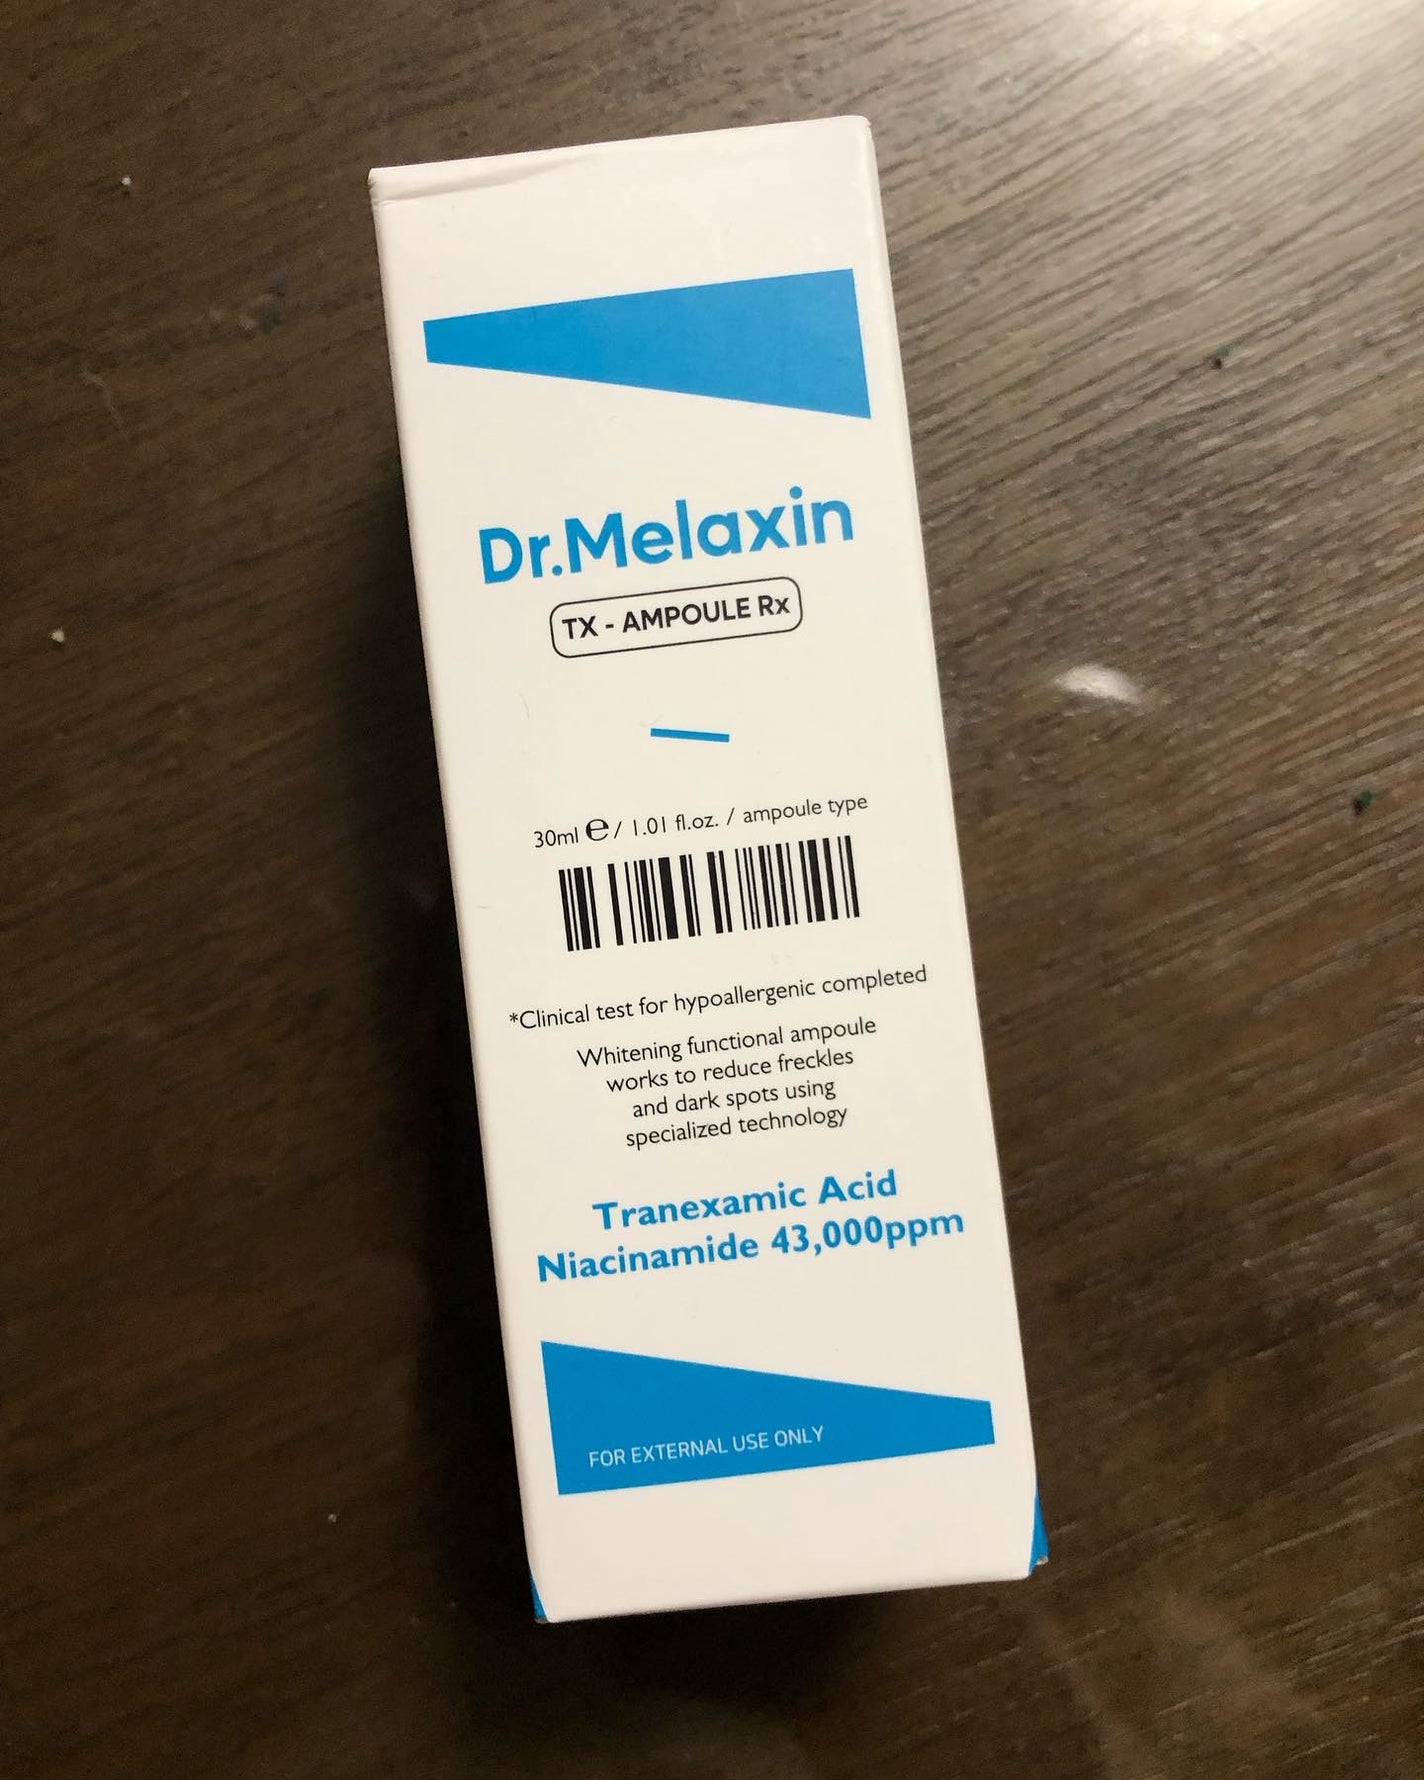 Dr.Melaxin
TX - AMPOULE Rx
30ml ℮ / 1.01 fl.oz. / ampoule type
*Clinical test for hypoallergenic completed
Whitening functional ampoule
works to reduce freckles
and dark spots using
specialized technology
Tranexamic Acid
Niacinamide 43,000ppm
FOR EXTERNAL USE ONLY